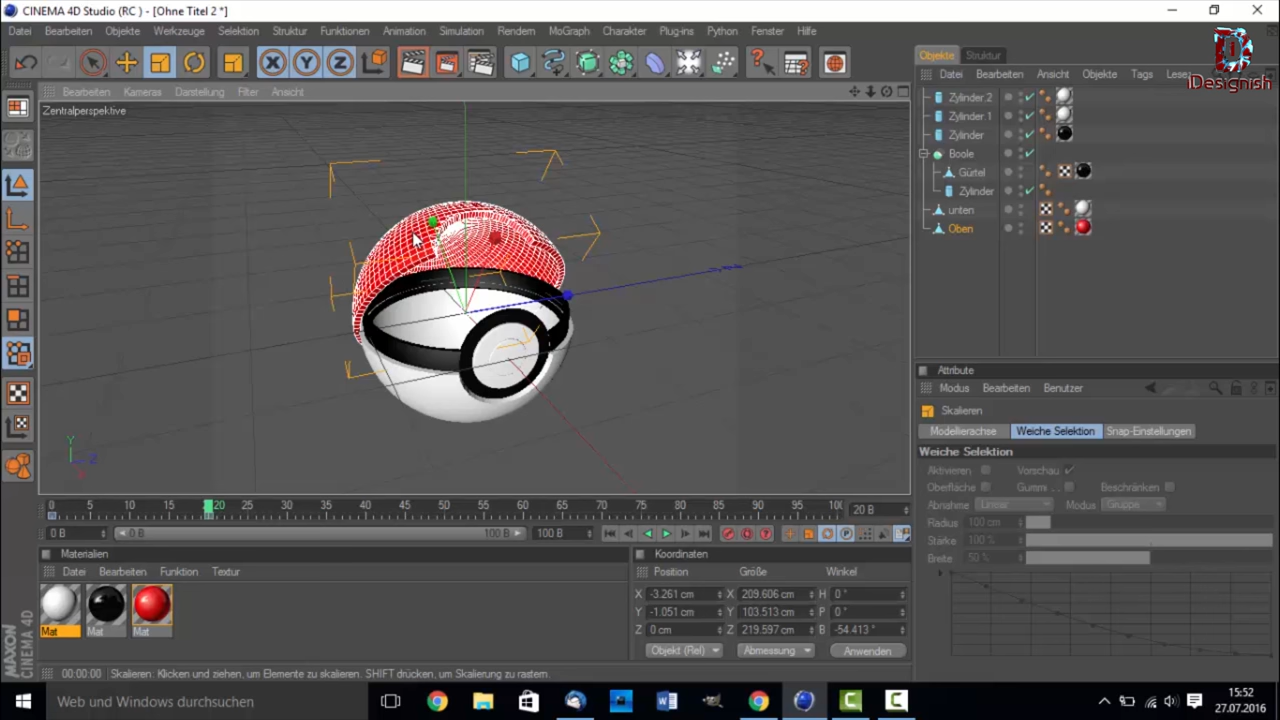 CINEMA 4D Studio (RC ) - [Ohne Titel 2 *]
Datei Bearbeiten Objekte Werkzeuge Selektion Struktur Funktionen Animation Simulation Rendern MoGraph Charakter Plug-ins Python Fenster Hilfe
X Y Z
Objekte Struktur
iDesignish
Datei Bearbeiten Ansicht Objekte Tags Lese
Bearbeiten Kameras Darstellung Filter Ansicht
Zentralperspektive
Zylinder 2
Zylinder 1
Zylinder
Boole
Gürtel
Zylinder
unten
Oben
Attribute
Modus Bearbeiten Benutzer
Skalieren
Modellierachse Weiche Selektion Snap-Einstellungen
Weiche Selektion
Aktivieren Vorschau
Oberfläche Gummi . . Beschränken
Abnahme Linear Modus Gruppe
Radius 100 cm
Stärke 100 %
Breite 50 %
Y
Z
X
0 5 10 15 20 25 30 35 40 45 50 55 60 65 70 75 80 85 90 95 100 20 B
0 B 0 B 100 B 100 B
Materialien
Datei Bearbeiten Funktion Textur
Mat Mat Mat
Koordinaten
Position Größe Winkel
X -3.261 cm X 209.606 cm H 0 °
Y -1.051 cm Y 103.513 cm P 0 °
Z 0 cm Z 219.597 cm B -54.413 °
Objekt (Rel) Abmessung Anwenden
MAXON
CINEMA 4D
00:00:00 Skalieren: Klicken und ziehen, um Elemente zu skalieren. SHIFT drücken, um Skalierung zu rastern.
Web und Windows durchsuchen
15:52
27.07.2016